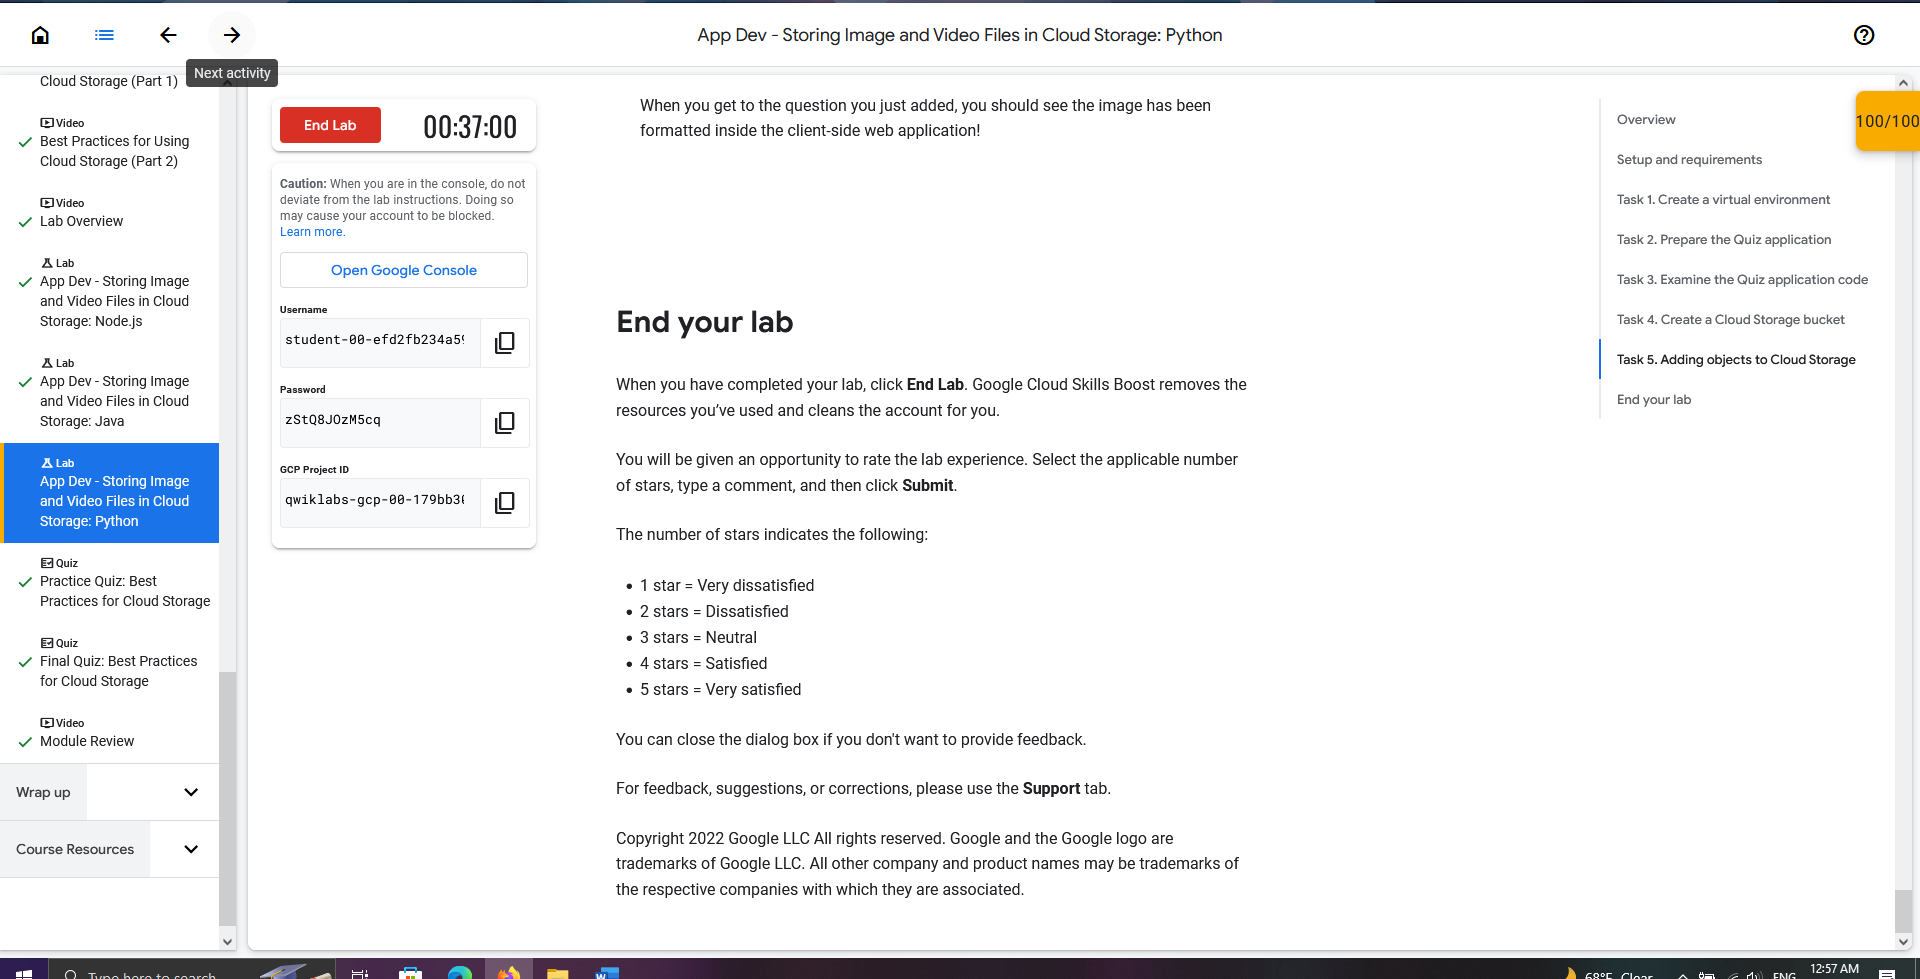 App Dev - Storing Image and Video Files in Cloud Storage: Python
Next activity
Cloud Storage (Part 1)
Video
Best Practices for Using
Cloud Storage (Part 2)
Video
Lab Overview
Lab
App Dev - Storing Image
and Video Files in Cloud
Storage: Node.js
Lab
App Dev - Storing Image
and Video Files in Cloud
Storage: Java
Lab
App Dev - Storing Image
and Video Files in Cloud
Storage: Python
Quiz
Practice Quiz: Best
Practices for Cloud Storage
Quiz
Final Quiz: Best Practices
for Cloud Storage
Video
Module Review
Wrap up
Course Resources
End Lab
00:37:00
Caution: When you are in the console, do not
deviate from the lab instructions. Doing so
may cause your account to be blocked.
Learn more.
Open Google Console
Username
student-00-efd2fb234a5
Password
zStQ8JOzM5cq
GCP Project ID
qwiklabs-gcp-00-179bb3
When you get to the question you just added, you should see the image has been
formatted inside the client-side web application!
End your lab
When you have completed your lab, click End Lab. Google Cloud Skills Boost removes the
resources you’ve used and cleans the account for you.
You will be given an opportunity to rate the lab experience. Select the applicable number
of stars, type a comment, and then click Submit.
The number of stars indicates the following:
• 1 star = Very dissatisfied
• 2 stars = Dissatisfied
• 3 stars = Neutral
• 4 stars = Satisfied
• 5 stars = Very satisfied
You can close the dialog box if you don't want to provide feedback.
For feedback, suggestions, or corrections, please use the Support tab.
Copyright 2022 Google LLC All rights reserved. Google and the Google logo are
trademarks of Google LLC. All other company and product names may be trademarks of
the respective companies with which they are associated.
Overview
Setup and requirements
Task 1. Create a virtual environment
Task 2. Prepare the Quiz application
Task 3. Examine the Quiz application code
Task 4. Create a Cloud Storage bucket
Task 5. Adding objects to Cloud Storage
End your lab
100/100
Type here to search
68°F Clear
ENG
12:57 AM